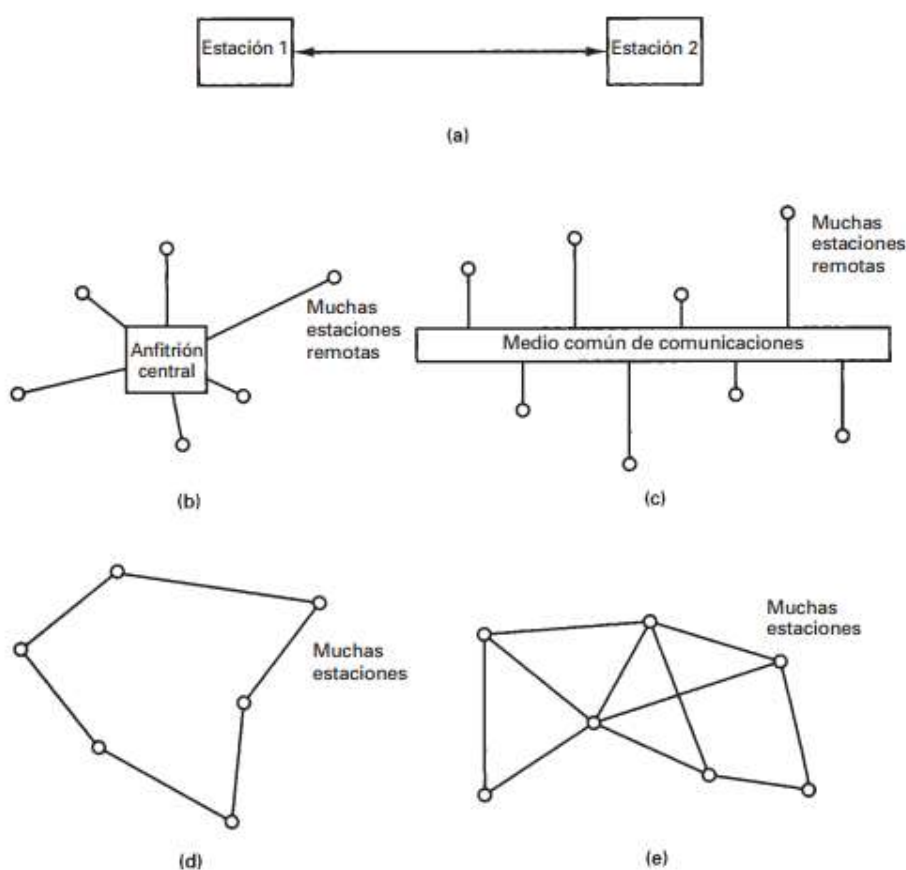 Estación 1
Estación 2
(a)
Muchas
estaciones
remotas
Anfitrión
central
(b)
Muchas
estaciones
remotas
Medio común de comunicaciones
(c)
Muchas
estaciones
(d)
Muchas
estaciones
(e)